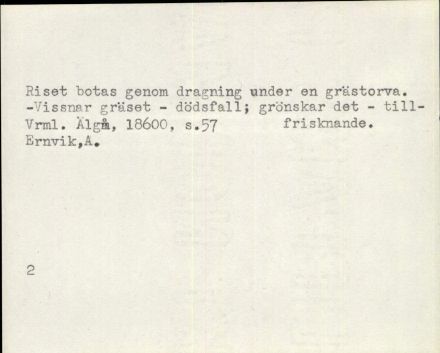 Riset botas genom dragning under en grästorva.
-Vissnar gräset - dödsfall; grönskar det - till-
Vrml. Älgå, 18600, s.57 frisknande.
Ernvik,A.
2